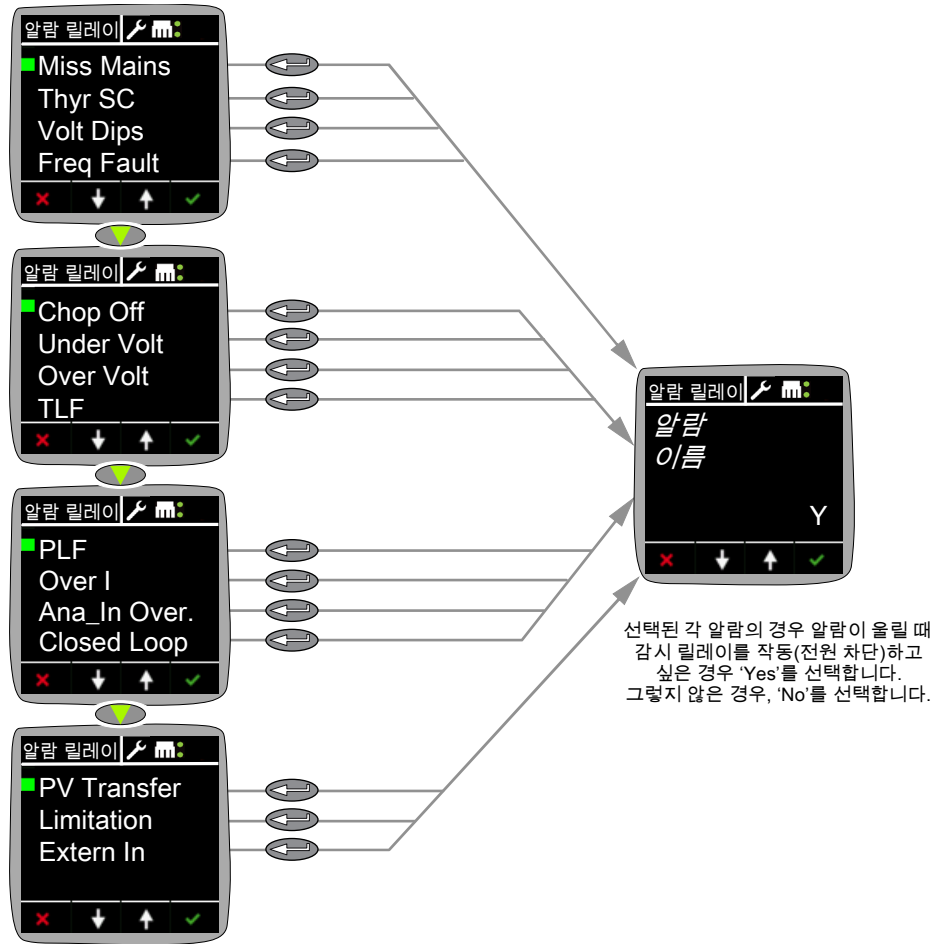 알람 릴레이
Miss Mains
Thyr SC
Volt Dips
Freq Fault
알람 릴레이
Chop Off
Under Volt
Over Volt
TLF
알람 릴레이
PLF
Over I
Ana_In Over.
Closed Loop
알람 릴레이
PV Transfer
Limitation
Extern In
알람 릴레이
알람
이름
Y
선택된 각 알람의 경우 알람이 울릴 때
감시 릴레이를 작동(전원 차단)하고
싶은 경우 ‘Yes’를 선택합니다.
그렇지 않은 경우, ‘No’를 선택합니다.